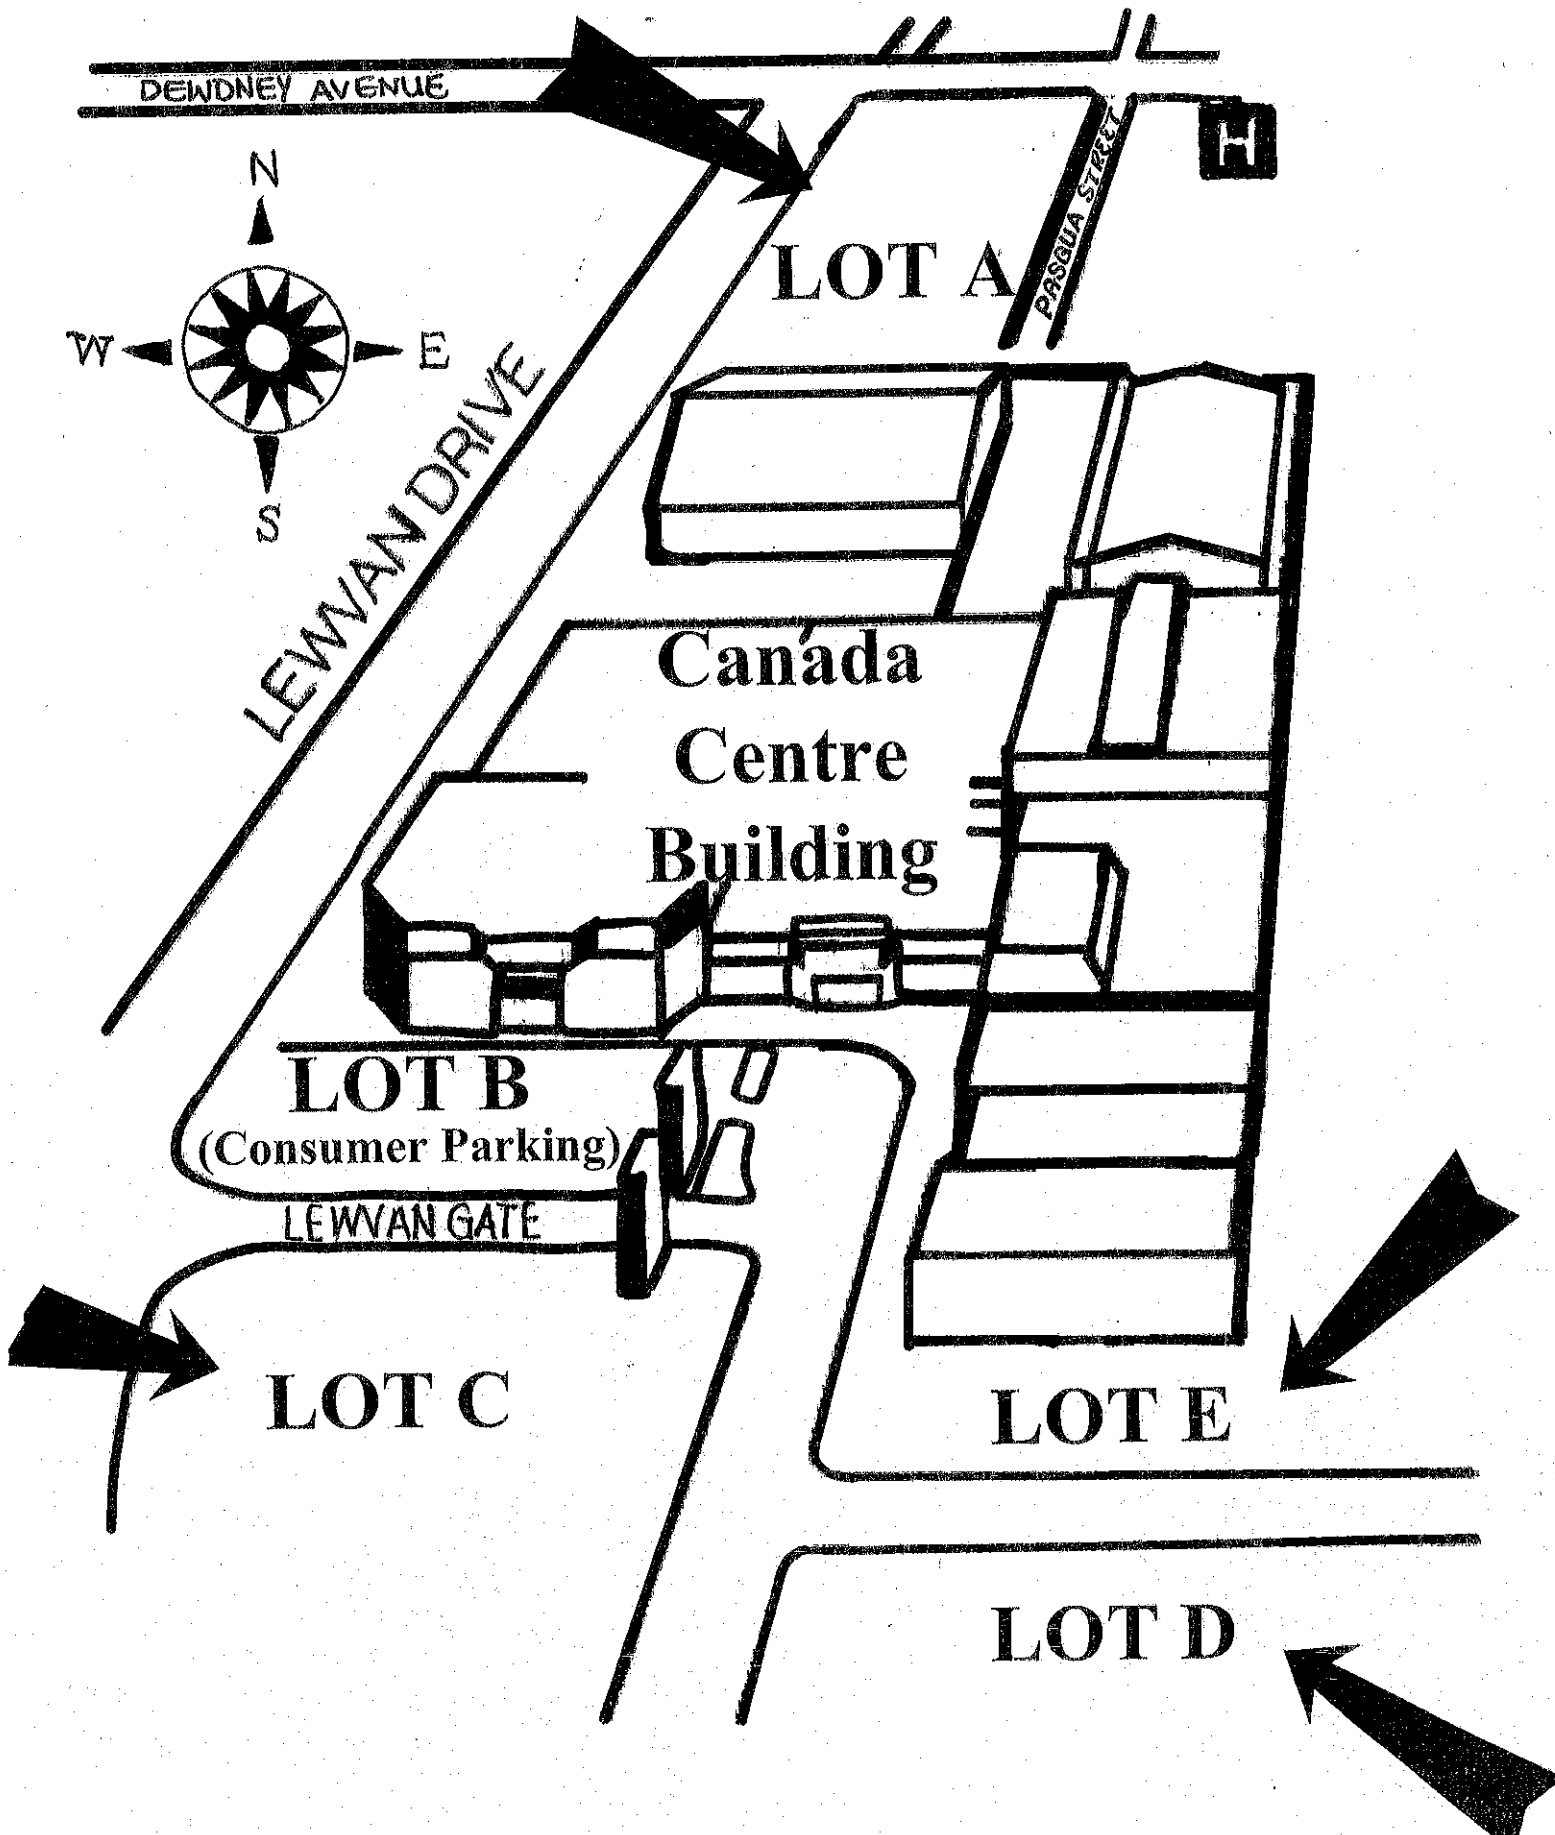 DEWDNEY AVENUE
H
PASQUA STREET
N
W
E
S
LOT A
LEWVAN DRIVE
Canada
Centre
Building
LOT B
(Consumer Parking)
LEWVAN GATE
LOT C
LOT E
LOT D